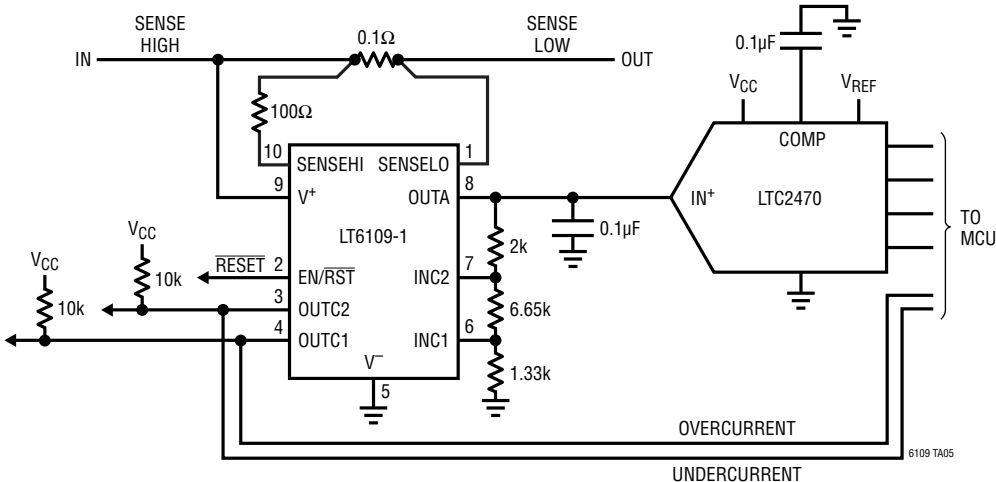 SENSE HIGH
SENSE LOW
IN
0.1Ω
OUT
0.1µF
100Ω
VCC
VREF
COMP
10
SENSEHI
SENSELO
1
9
V+
OUTA
8
IN+
LTC2470
TO MCU
LT6109-1
0.1µF
2k
VCC
VCC
RESET
2
EN/RST
INC2
7
10k
10k
3
OUTC2
6.65k
4
OUTC1
INC1
6
V–
1.33k
5
OVERCURRENT
6109 TA05
UNDERCURRENT